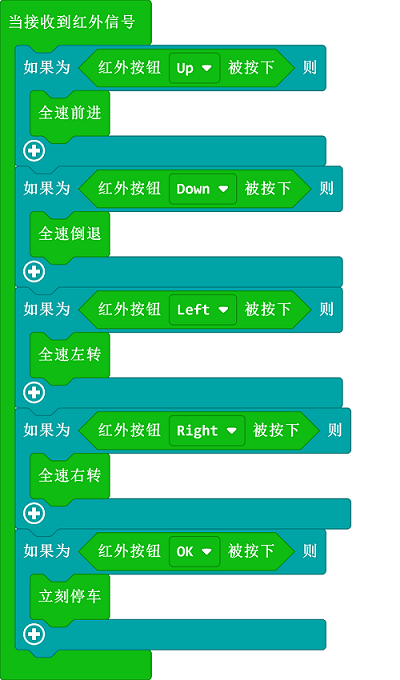 当接收到红外信号
如果为 红外按钮 Up 被按下 则
全速前进
如果为 红外按钮 Down 被按下 则
全速倒退
如果为 红外按钮 Left 被按下 则
全速左转
如果为 红外按钮 Right 被按下 则
全速右转
如果为 红外按钮 OK 被按下 则
立刻停车